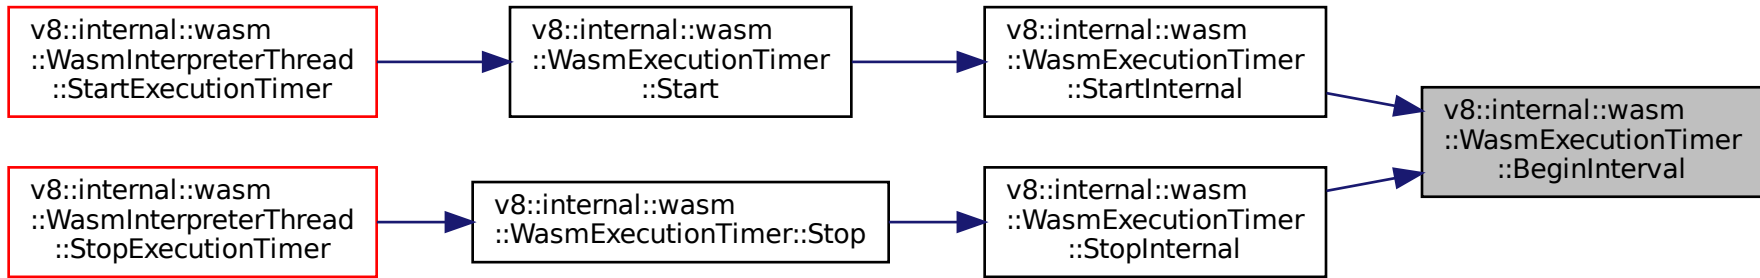 v8::internal::wasm
::WasmInterpreterThread
::StartExecutionTimer
v8::internal::wasm
::WasmExecutionTimer
::Start
v8::internal::wasm
::WasmExecutionTimer
::StartInternal
v8::internal::wasm
::WasmExecutionTimer
::BeginInterval
v8::internal::wasm
::WasmInterpreterThread
::StopExecutionTimer
v8::internal::wasm
::WasmExecutionTimer::Stop
v8::internal::wasm
::WasmExecutionTimer
::StopInternal